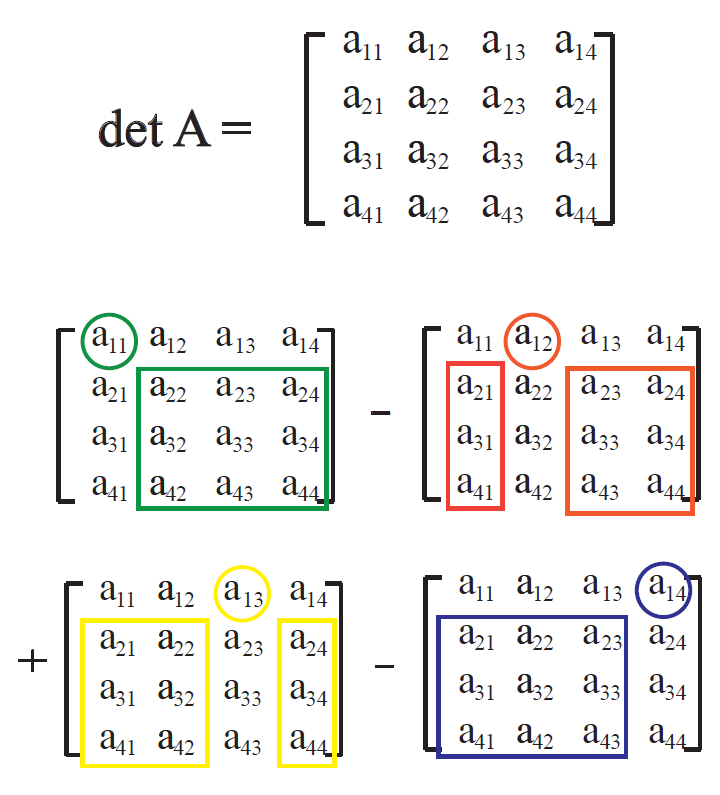 a₁₁ a₁₂ a₁₃ a₁₄
a₂₁ a₂₂ a₂₃ a₂₄
det A =
a₃₁ a₃₂ a₃₃ a₃₄
a₄₁ a₄₂ a₄₃ a₄₄
a₁₁ a₁₂ a₁₃ a₁₄
a₂₁ a₂₂ a₂₃ a₂₄
a₃₁ a₃₂ a₃₃ a₃₄
a₄₁ a₄₂ a₄₃ a₄₄
−
a₁₁ a₁₂ a₁₃ a₁₄
a₂₁ a₂₂ a₂₃ a₂₄
a₃₁ a₃₂ a₃₃ a₃₄
a₄₁ a₄₂ a₄₃ a₄₄
+
a₁₁ a₁₂ a₁₃ a₁₄
a₂₁ a₂₂ a₂₃ a₂₄
a₃₁ a₃₂ a₃₃ a₃₄
a₄₁ a₄₂ a₄₃ a₄₄
−
a₁₁ a₁₂ a₁₃ a₁₄
a₂₁ a₂₂ a₂₃ a₂₄
a₃₁ a₃₂ a₃₃ a₃₄
a₄₁ a₄₂ a₄₃ a₄₄